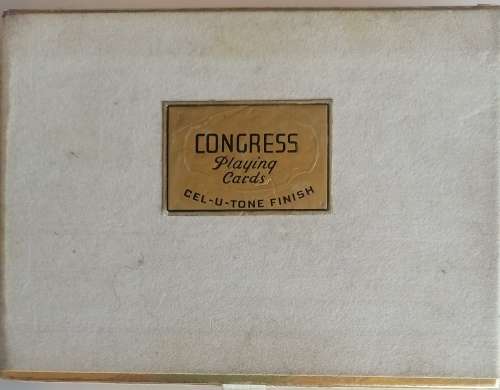 CONGRESS
Playing
Cards
CEL-U-TONE FINISH